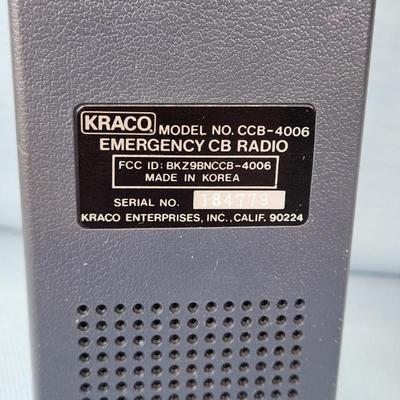 KRACO MODEL NO. CCB-4006
EMERGENCY CB RADIO
FCC ID: BKZ9BNCCB-4006
MADE IN KOREA
SERIAL NO. 184779
KRACO ENTERPRISES, INC., CALIF. 90224